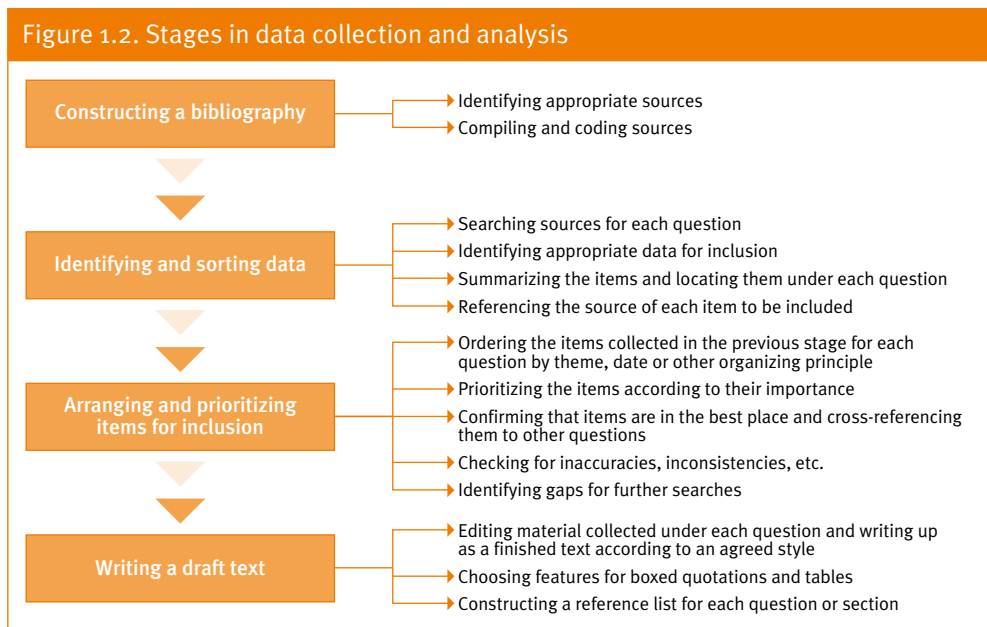 Figure 1.2. Stages in data collection and analysis
Constructing a bibliography
Identifying appropriate sources
Compiling and coding sources
Identifying and sorting data
Searching sources for each question
Identifying appropriate data for inclusion
Summarizing the items and locating them under each question
Referencing the source of each item to be included
Arranging and prioritizing
items for inclusion
Ordering the items collected in the previous stage for each
question by theme, date or other organizing principle
Prioritizing the items according to their importance
Confirming that items are in the best place and cross-referencing
them to other questions
Checking for inaccuracies, inconsistencies, etc.
Identifying gaps for further searches
Writing a draft text
Editing material collected under each question and writing up
as a finished text according to an agreed style
Choosing features for boxed quotations and tables
Constructing a reference list for each question or section